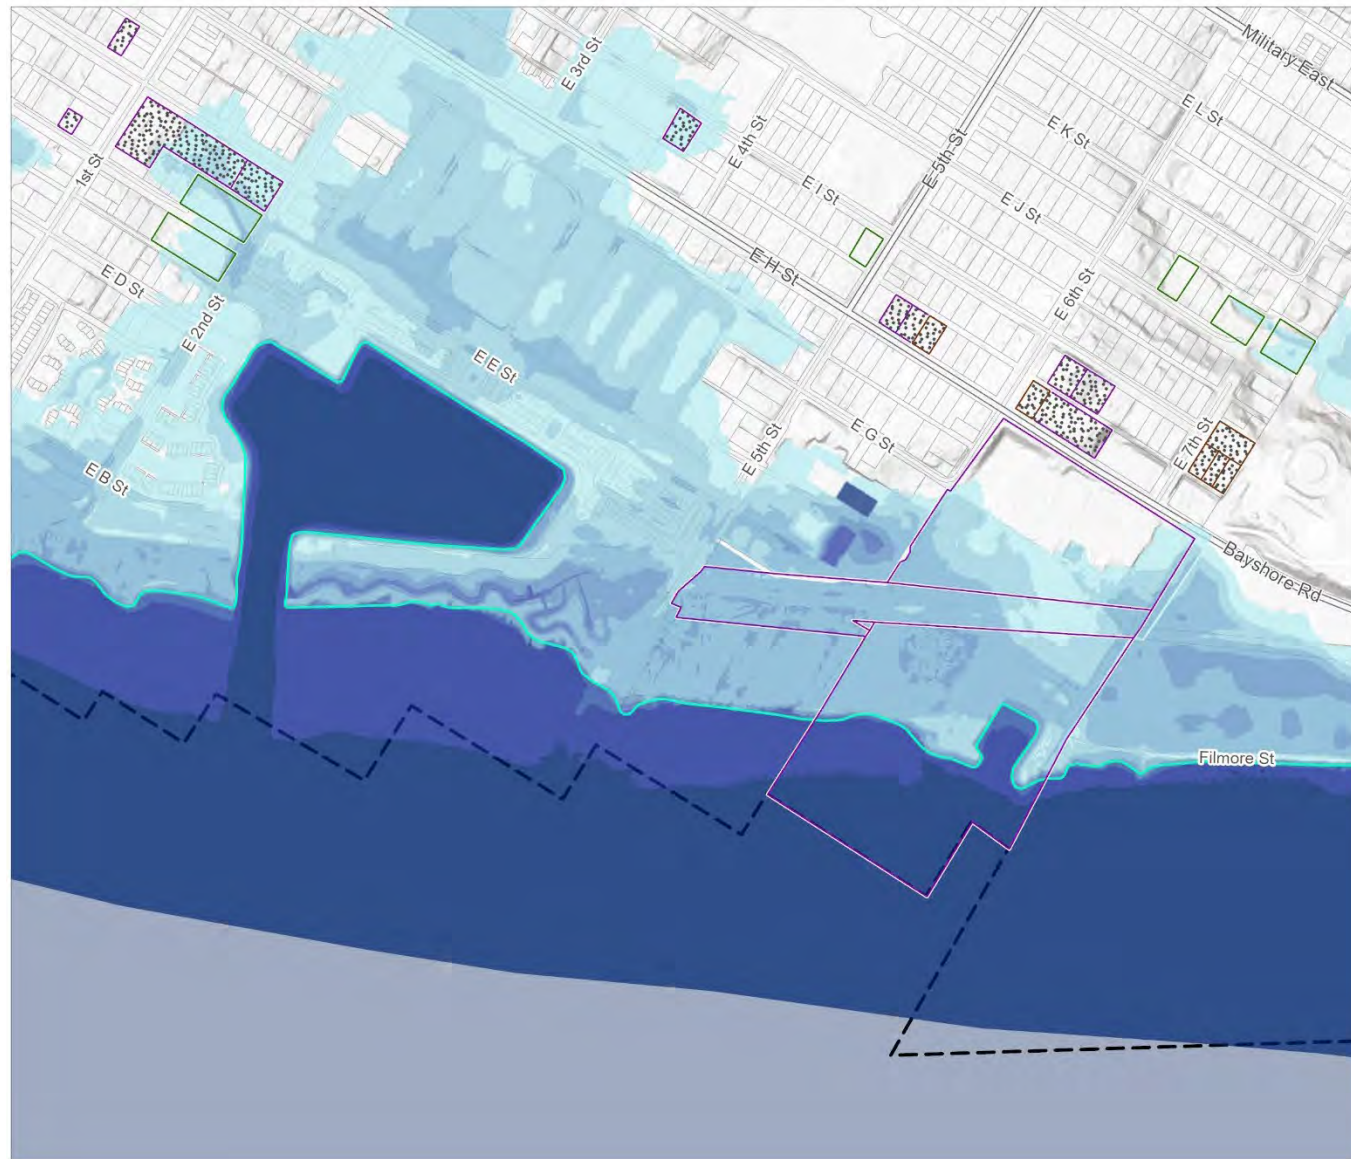 Military East
E 3rd St
E L St
E K St
E 4th St
E 5th St
E I St
1st St
E J St
E H St
E D St
E 6th St
E 2nd St
E E St
E G St
E 7th St
E 5th St
E B St
Bayshore Rd
Filmore St